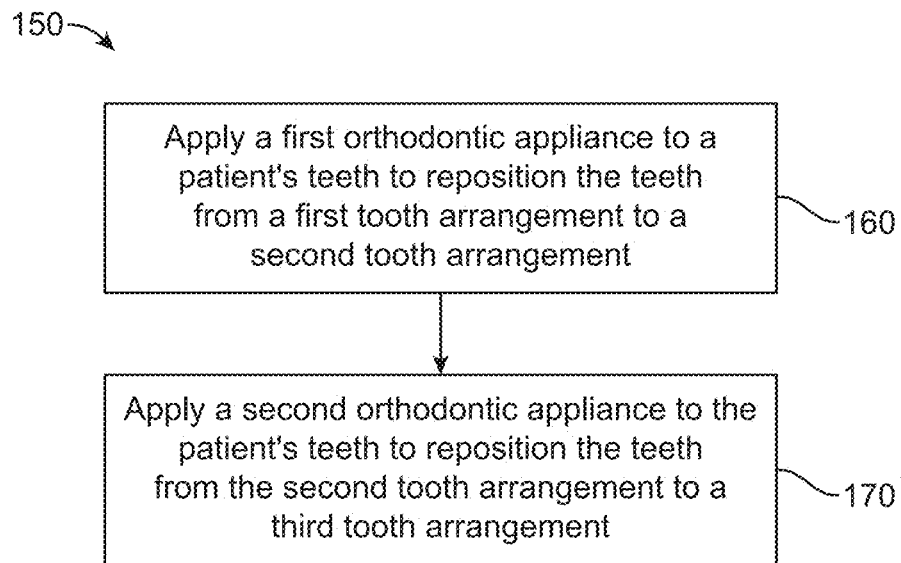 150
Apply a first orthodontic appliance to a
patient's teeth to reposition the teeth
from a first tooth arrangement to a
second tooth arrangement
160
Apply a second orthodontic appliance to the
patient's teeth to reposition the teeth
from the second tooth arrangement to a
third tooth arrangement
170